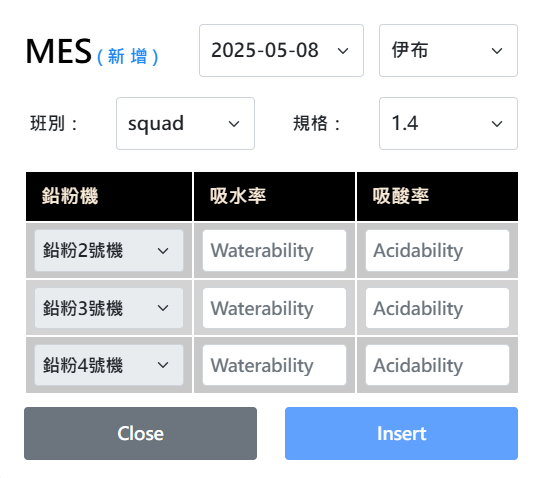 MES ( 新 增 ) 2025-05-08 伊布
班別： squad 規格： 1.4
鉛粉機 吸水率 吸酸率
鉛粉2號機 Waterability Acidability
鉛粉3號機 Waterability Acidability
鉛粉4號機 Waterability Acidability
Close Insert